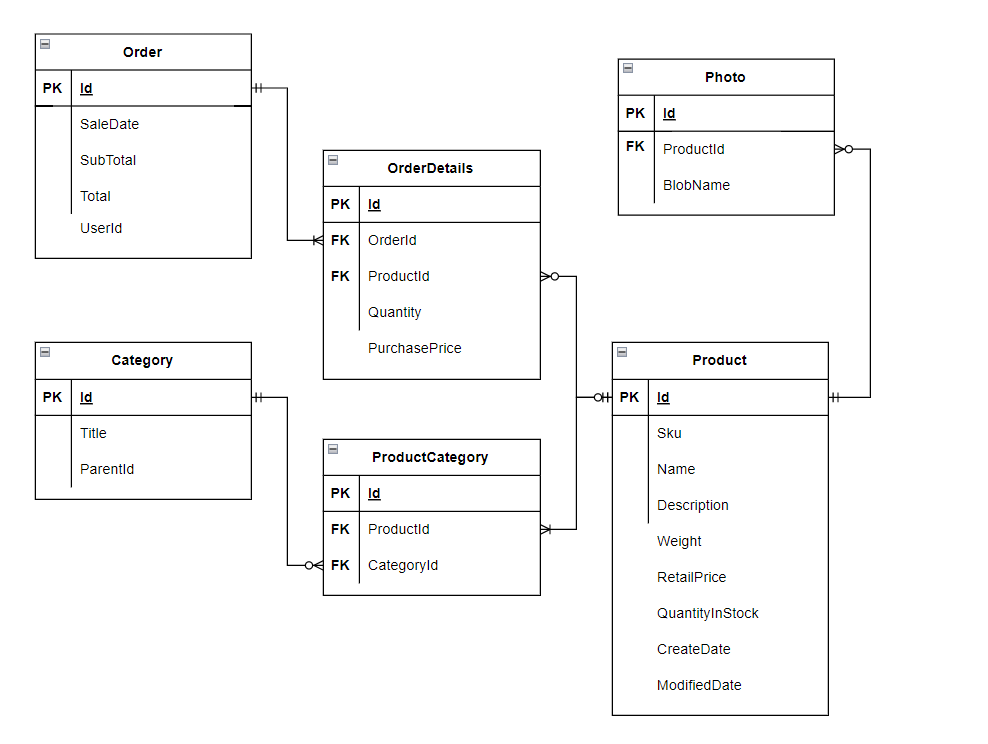 Order
PK Id
SaleDate
SubTotal
Total
UserId
Photo
PK Id
FK ProductId
BlobName
OrderDetails
PK Id
FK OrderId
FK ProductId
Quantity
PurchasePrice
Category
PK Id
Title
ParentId
Product
PK Id
Sku
Name
Description
Weight
RetailPrice
QuantityInStock
CreateDate
ModifiedDate
ProductCategory
PK Id
FK ProductId
FK CategoryId